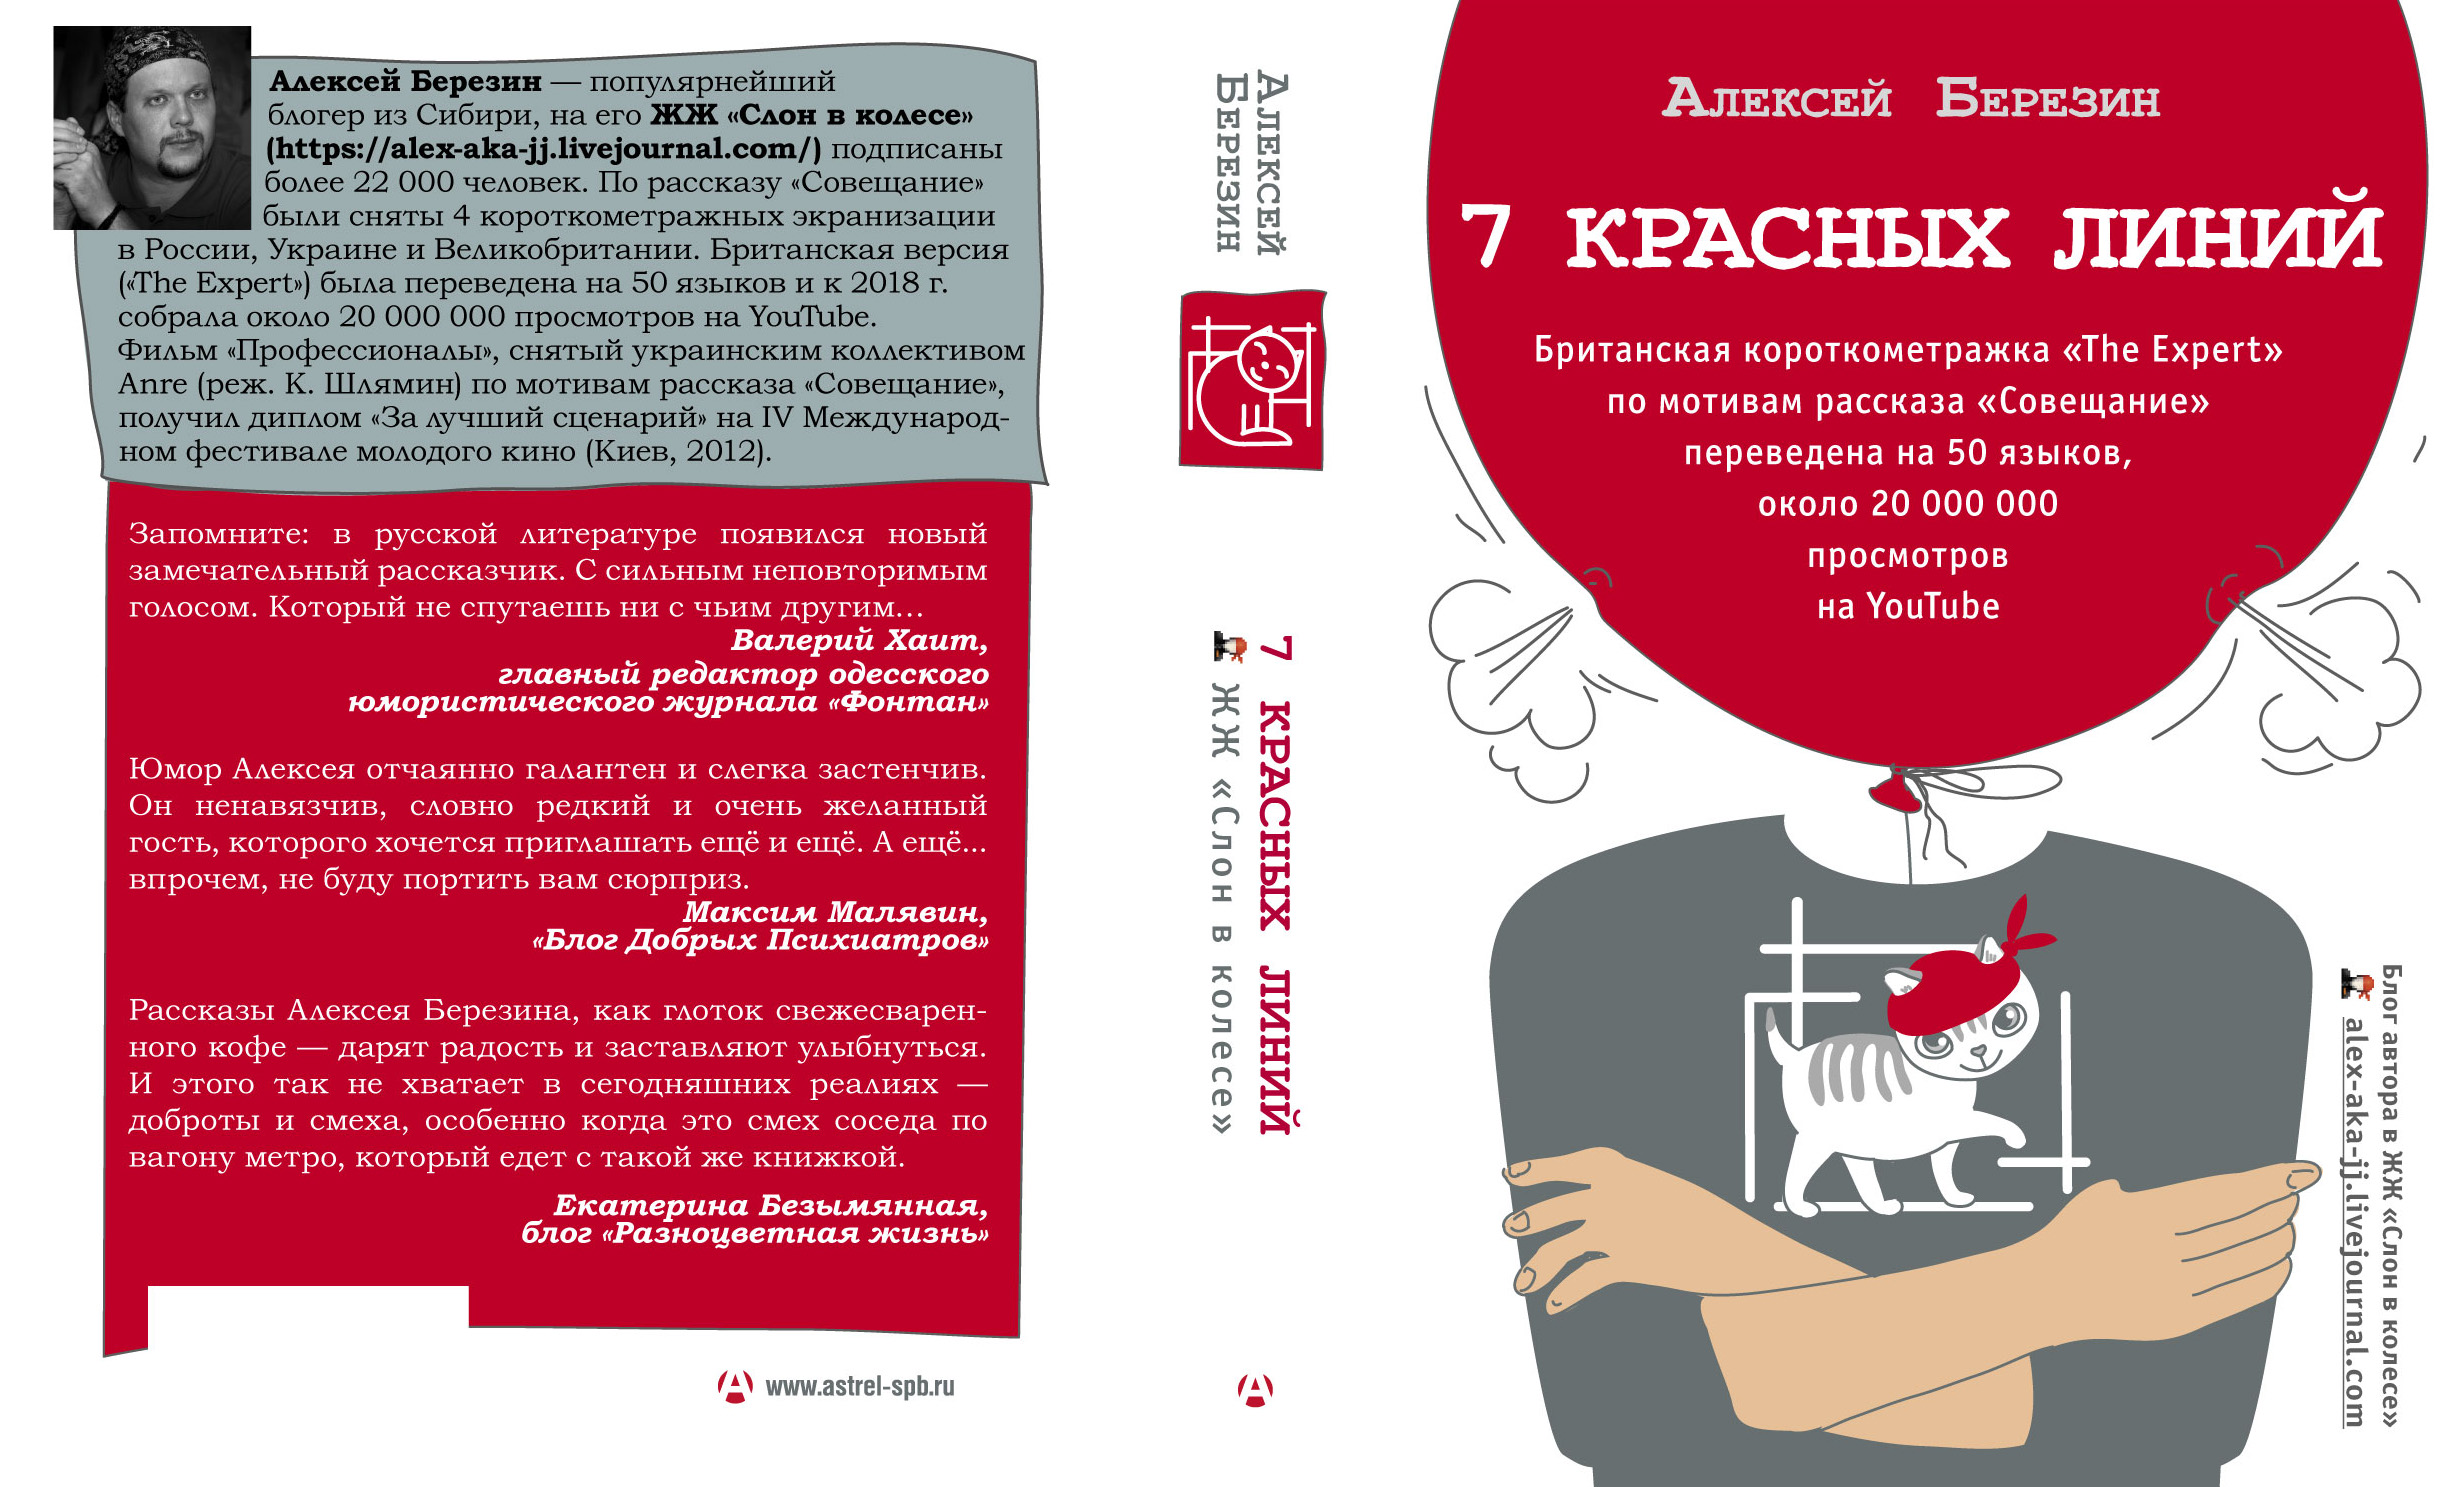 Алексей Березин — популярнейший
блогер из Сибири, на его ЖЖ «Слон в колесе»
(https://alex-aka-jj.livejournal.com/) подписаны
более 22 000 человек. По рассказу «Совещание»
были сняты 4 короткометражных экранизации
в России, Украине и Великобритании. Британская версия
(«The Expert») была переведена на 50 языков и к 2018 г.
собрала около 20 000 000 просмотров на YouTube.
Фильм «Профессионалы», снятый украинским коллективом
Anre (реж. К. Шлямин) по мотивам рассказа «Совещание»,
получил диплом «За лучший сценарий» на IV Международ-
ном фестивале молодого кино (Киев, 2012).
Запомните: в русской литературе появился новый
замечательный рассказчик. С сильным неповторимым
голосом. Который не спутаешь ни с чьим другим...
Валерий Хаит,
главный редактор одесского
юмористического журнала «Фонтан»
Юмор Алексея отчаянно галантен и слегка застенчив.
Он ненавязчив, словно редкий и очень желанный
гость, которого хочется приглашать ещё и ещё. А ещё...
впрочем, не буду портить вам сюрприз.
Максим Малявин,
«Блог Добрых Психиатров»
Рассказы Алексея Березина, как глоток свежесварен-
ного кофе — дарят радость и заставляют улыбнуться.
И этого так не хватает в сегодняшних реалиях —
доброты и смеха, особенно когда это смех соседа по
вагону метро, который едет с такой же книжкой.
Екатерина Безымянная,
блог «Разноцветная жизнь»
www.astrel-spb.ru
Алексей
Березин
7 красных линий
ЖЖ «Слон в колесе»
Алексей Березин
7 красных линий
Британская короткометражка «The Expert»
по мотивам рассказа «Совещание»
переведена на 50 языков,
около 20 000 000
просмотров
на YouTube
Блог автора в ЖЖ «Слон в колесе»
alex-aka-jj.livejournal.com